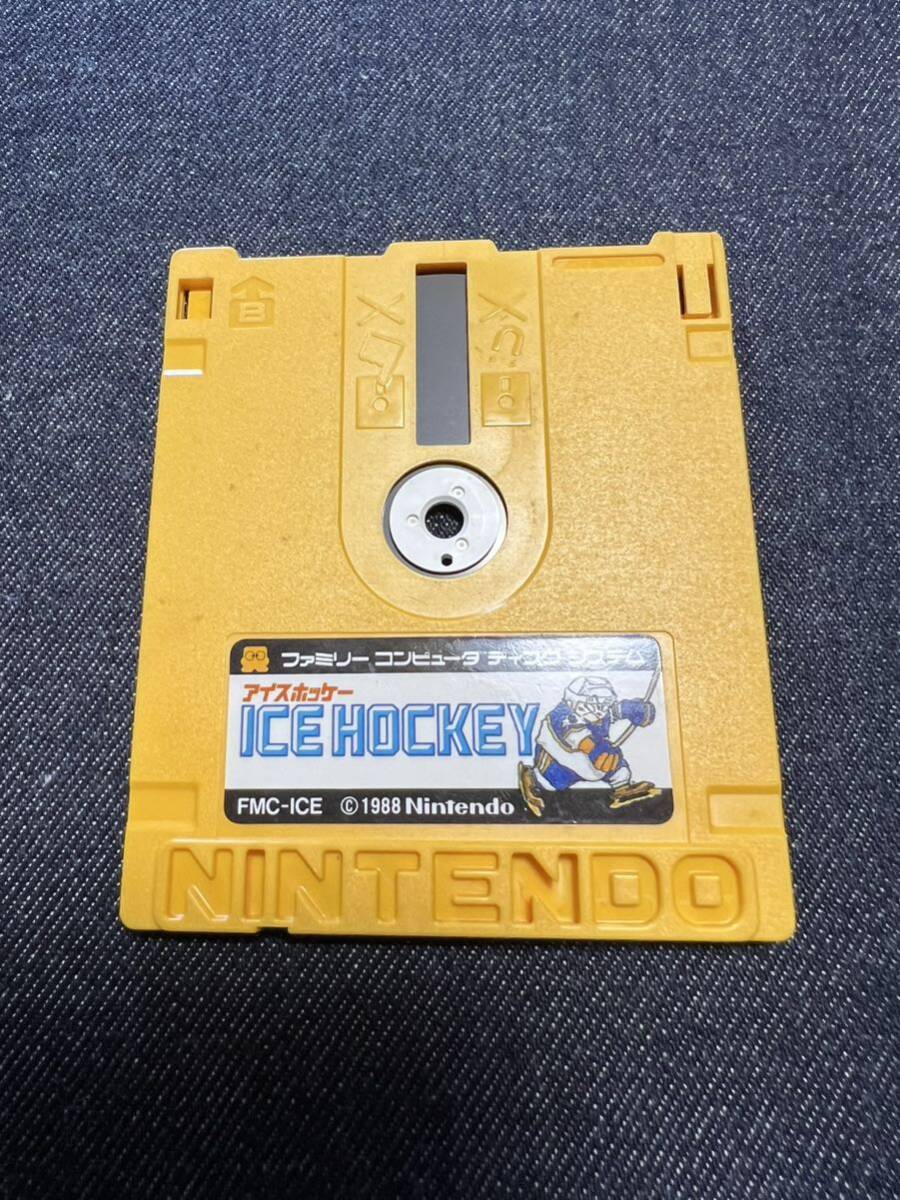 B
ファミリー コンピュータ ディスク システム
アイスホッケー
ICE HOCKEY
FMC-ICE © 1988 Nintendo
NINTENDO